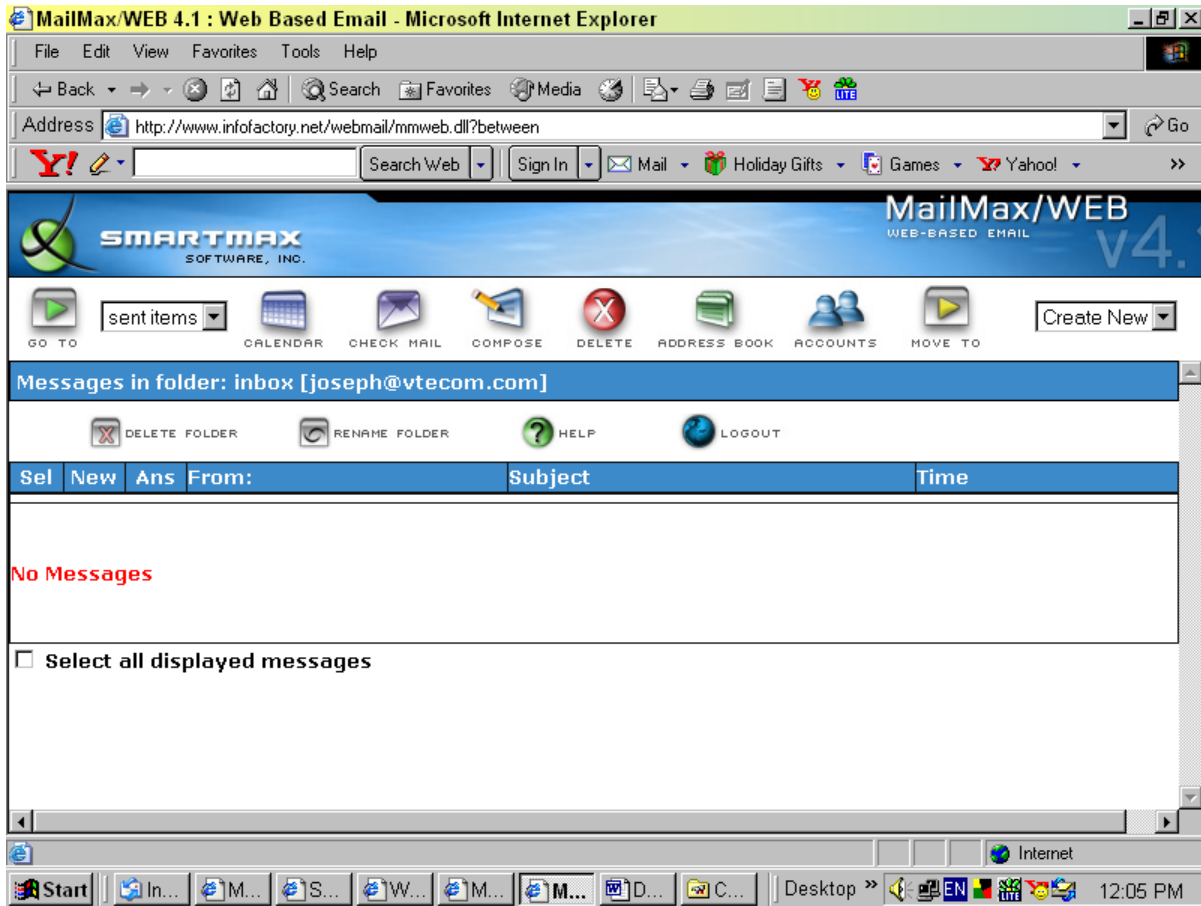 MailMax/WEB 4.1 : Web Based Email - Microsoft Internet Explorer
File Edit View Favorites Tools Help
Back Search Favorites Media LITE
Address http://www.infofactory.net/webmail/mmweb.dll?between Go
Y! Search Web Sign In Mail Holiday Gifts Games Y? Yahoo! »
SMARTMAX
SOFTWARE, INC.
MailMax/WEB
WEB-BASED EMAIL
v4.
GO TO sent items CALENDAR CHECK MAIL COMPOSE DELETE ADDRESS BOOK ACCOUNTS MOVE TO Create New
Messages in folder: inbox [joseph@vtecom.com]
DELETE FOLDER RENAME FOLDER ? HELP LOGOUT
Sel New Ans From: Subject Time
No Messages
Select all displayed messages
Internet
Start In... M... S... W... M... M... D... C... Desktop » EN 12:05 PM